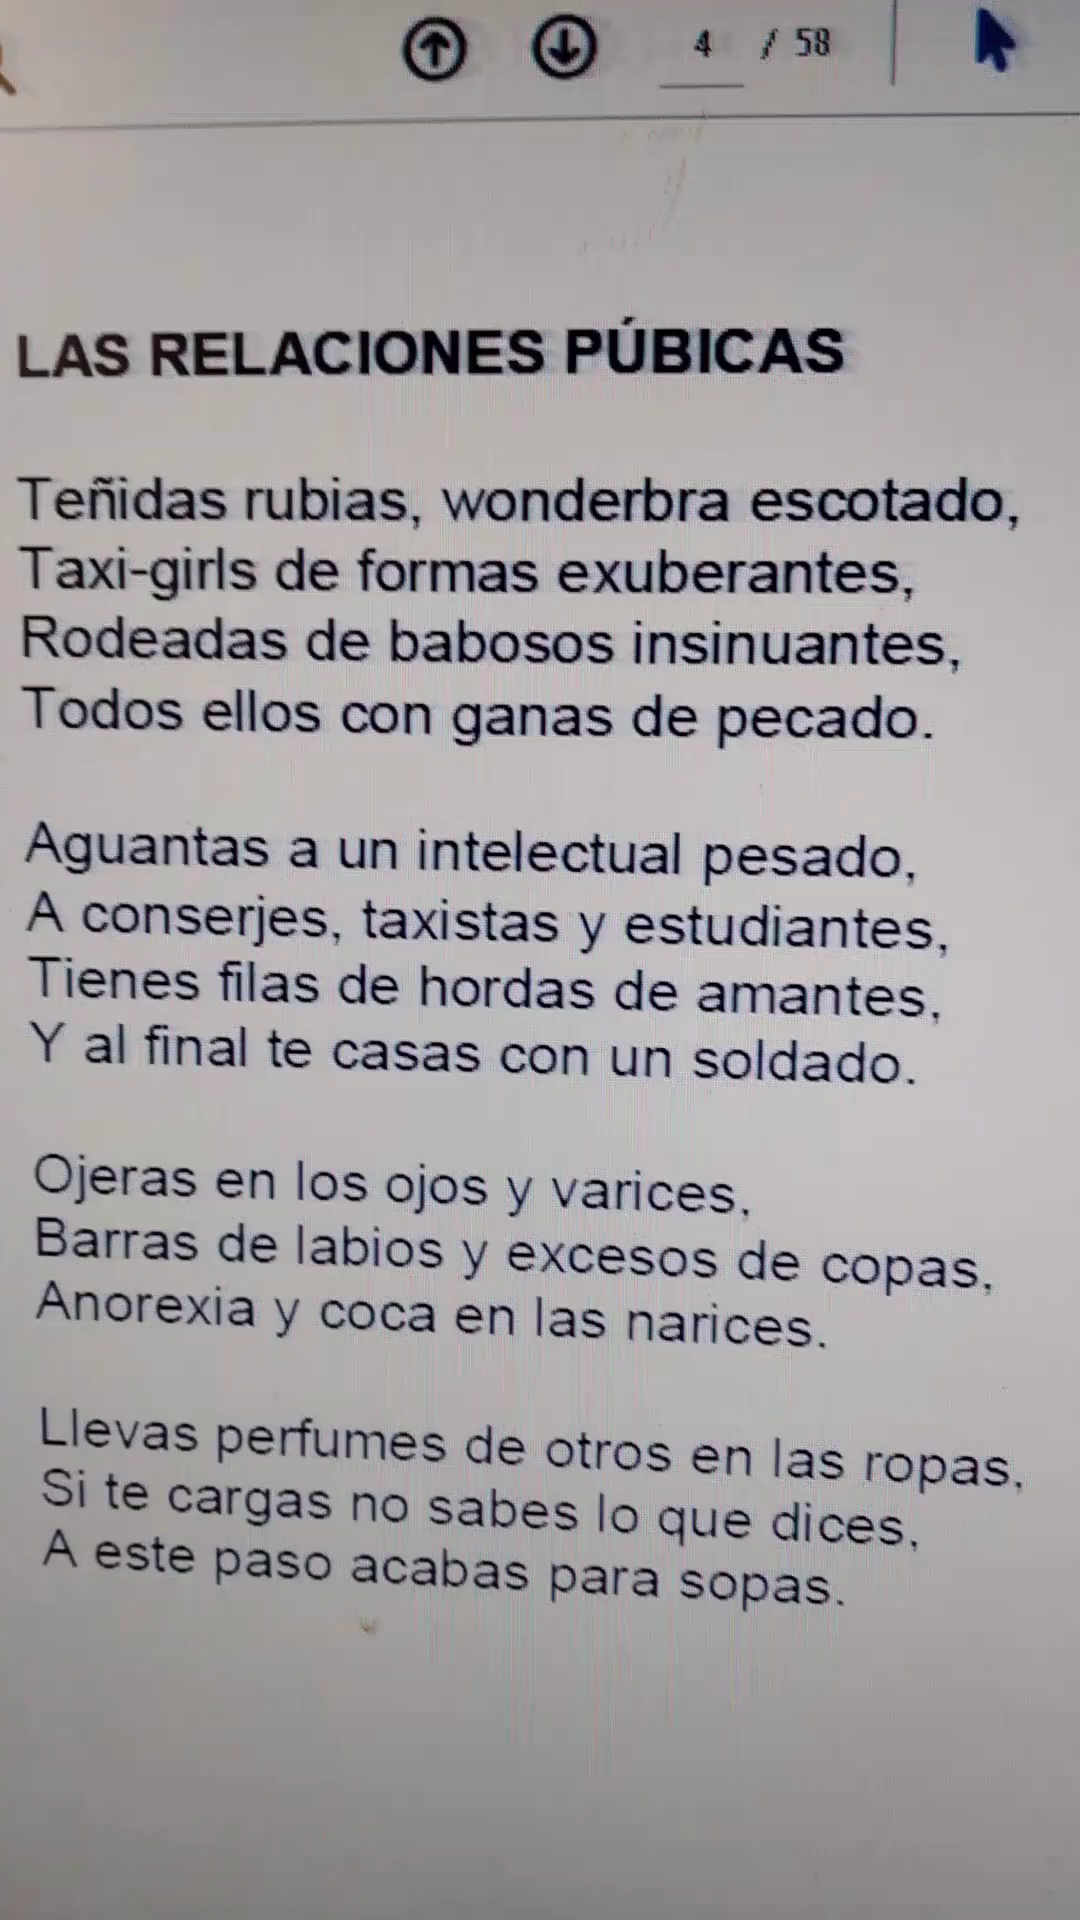 4 / 58
LAS RELACIONES PÚBICAS
Teñidas rubias, wonderbra escotado,
Taxi-girls de formas exuberantes,
Rodeadas de babosos insinuantes,
Todos ellos con ganas de pecado.
Aguantas a un intelectual pesado,
A conserjes, taxistas y estudiantes,
Tienes filas de hordas de amantes,
Y al final te casas con un soldado.
Ojeras en los ojos y varices,
Barras de labios y excesos de copas,
Anorexia y coca en las narices.
Llevas perfumes de otros en las ropas,
Si te cargas no sabes lo que dices,
A este paso acabas para sopas.